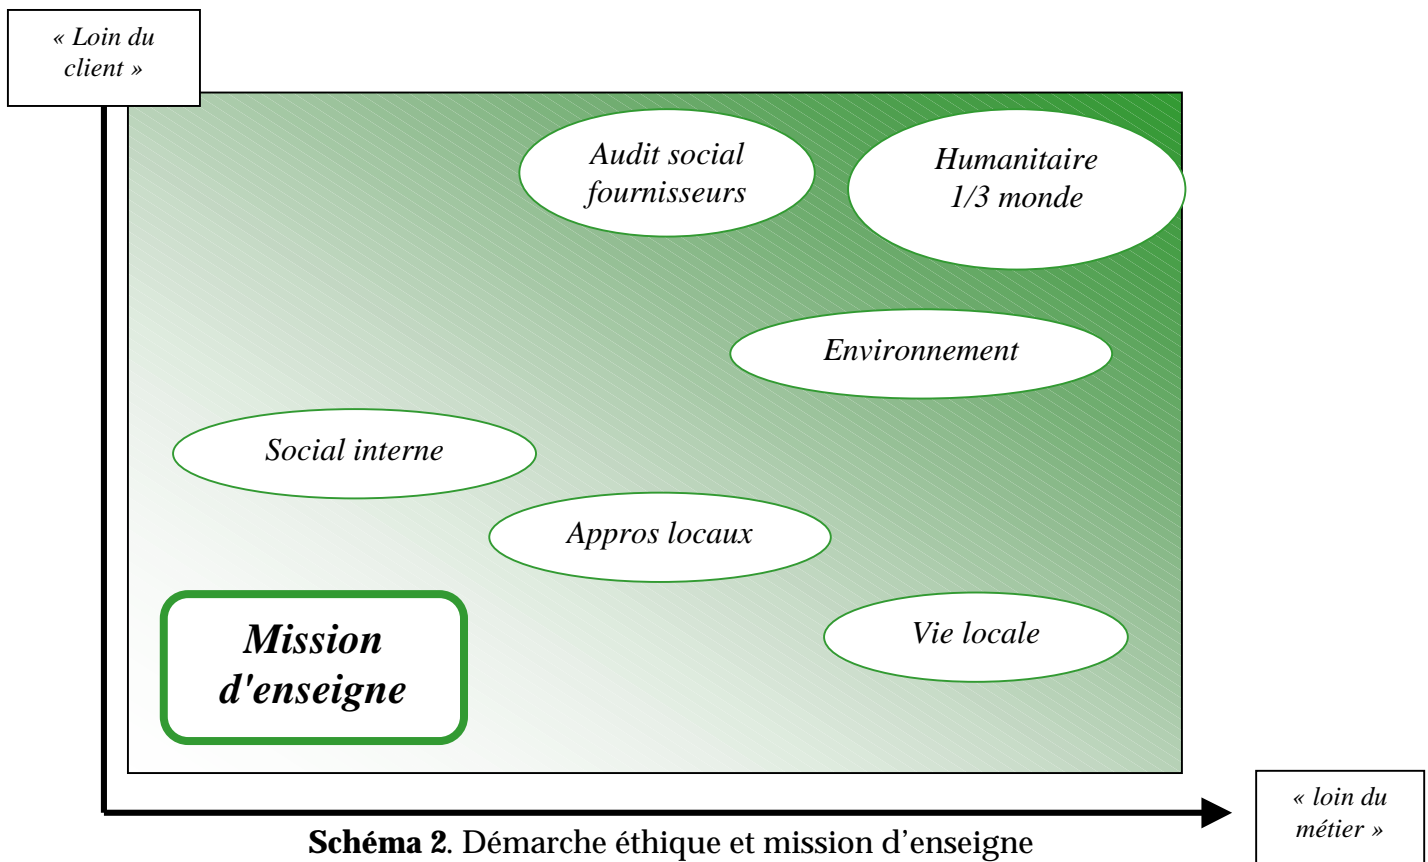 « Loin du
client »
Audit social
fournisseurs
Humanitaire
1/3 monde
Environnement
Social interne
Appros locaux
Vie locale
Mission
d'enseigne
« loin du
métier »
Schéma 2. Démarche éthique et mission d’enseigne